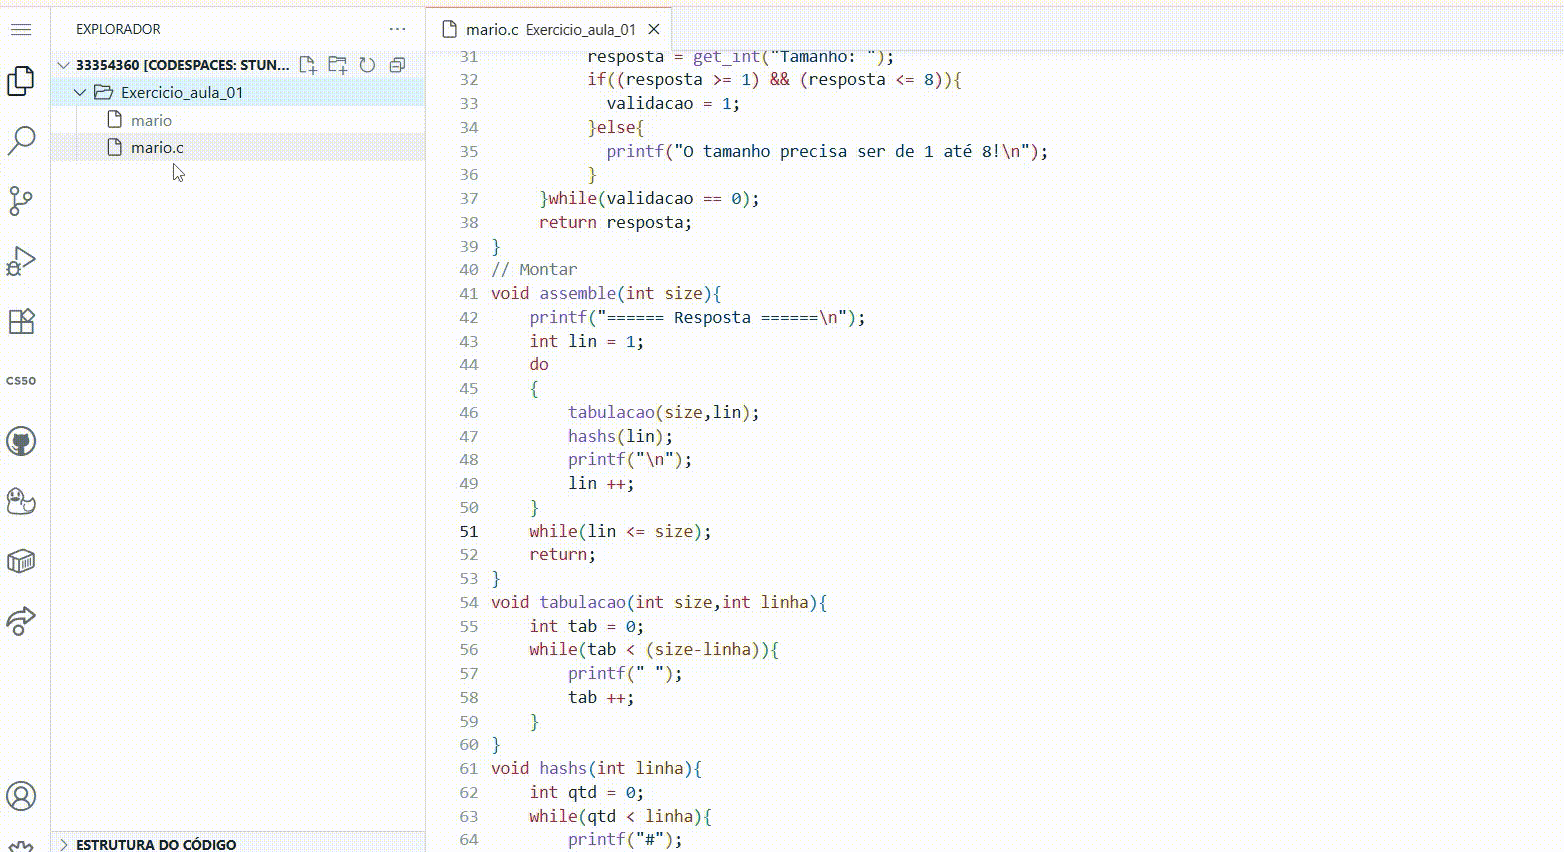 EXPLORADOR ···
33354360 [CODESPACES: STUN...
Exercicio_aula_01
mario
mario.c
CS50
ESTRUTURA DO CÓDIGO
mario.c Exercicio_aula_01
31 resposta = get_int("Tamanho: ");
32 if((resposta >= 1) && (resposta <= 8)){
33 validacao = 1;
34 }else{
35 printf("O tamanho precisa ser de 1 até 8!\n");
36 }
37 }while(validacao == 0);
38 return resposta;
39 }
40 // Montar
41 void assemble(int size){
42 printf("====== Resposta ======\n");
43 int lin = 1;
44 do
45 {
46 tabulacao(size,lin);
47 hashs(lin);
48 printf("\n");
49 lin ++;
50 }
51 while(lin <= size);
52 return;
53 }
54 void tabulacao(int size,int linha){
55 int tab = 0;
56 while(tab < (size-linha)){
57 printf(" ");
58 tab ++;
59 }
60 }
61 void hashs(int linha){
62 int qtd = 0;
63 while(qtd < linha){
64 printf("#");